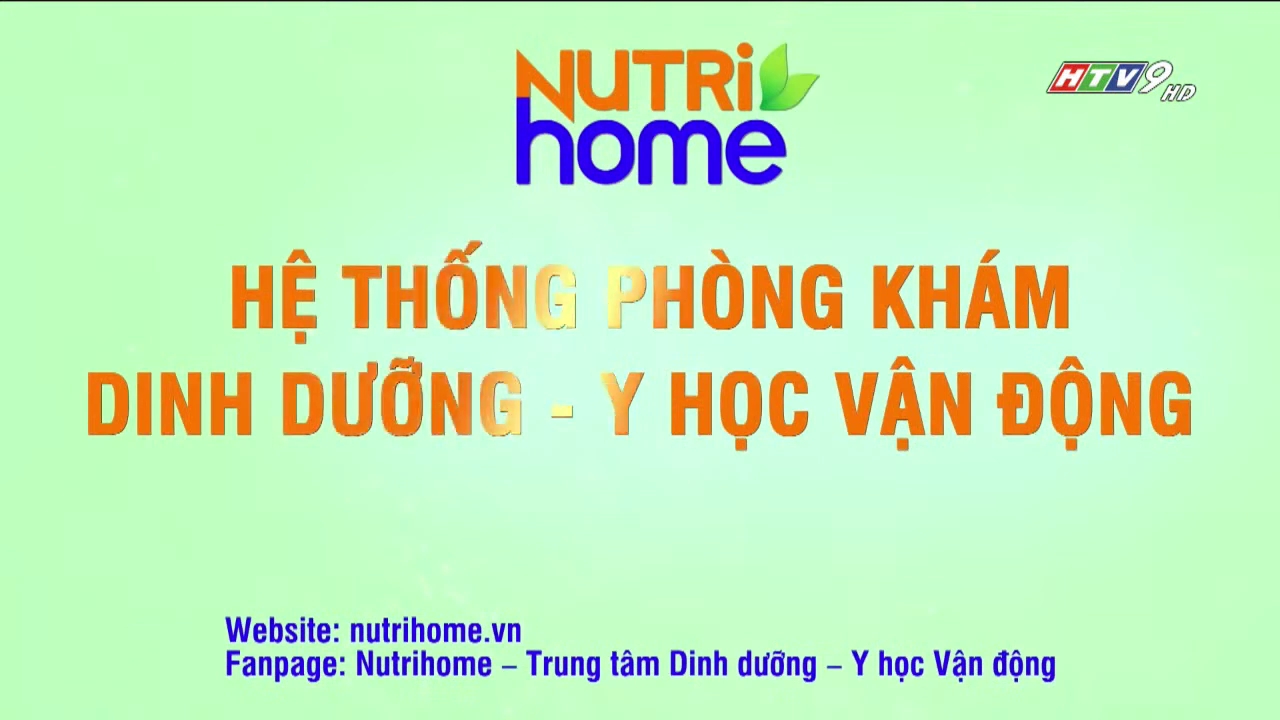 NUTRi
home
HTV9 HD
HỆ THỐNG PHÒNG KHÁM
DINH DƯỠNG - Y HỌC VẬN ĐỘNG
Website: nutrihome.vn
Fanpage: Nutrihome – Trung tâm Dinh dưỡng – Y học Vận động